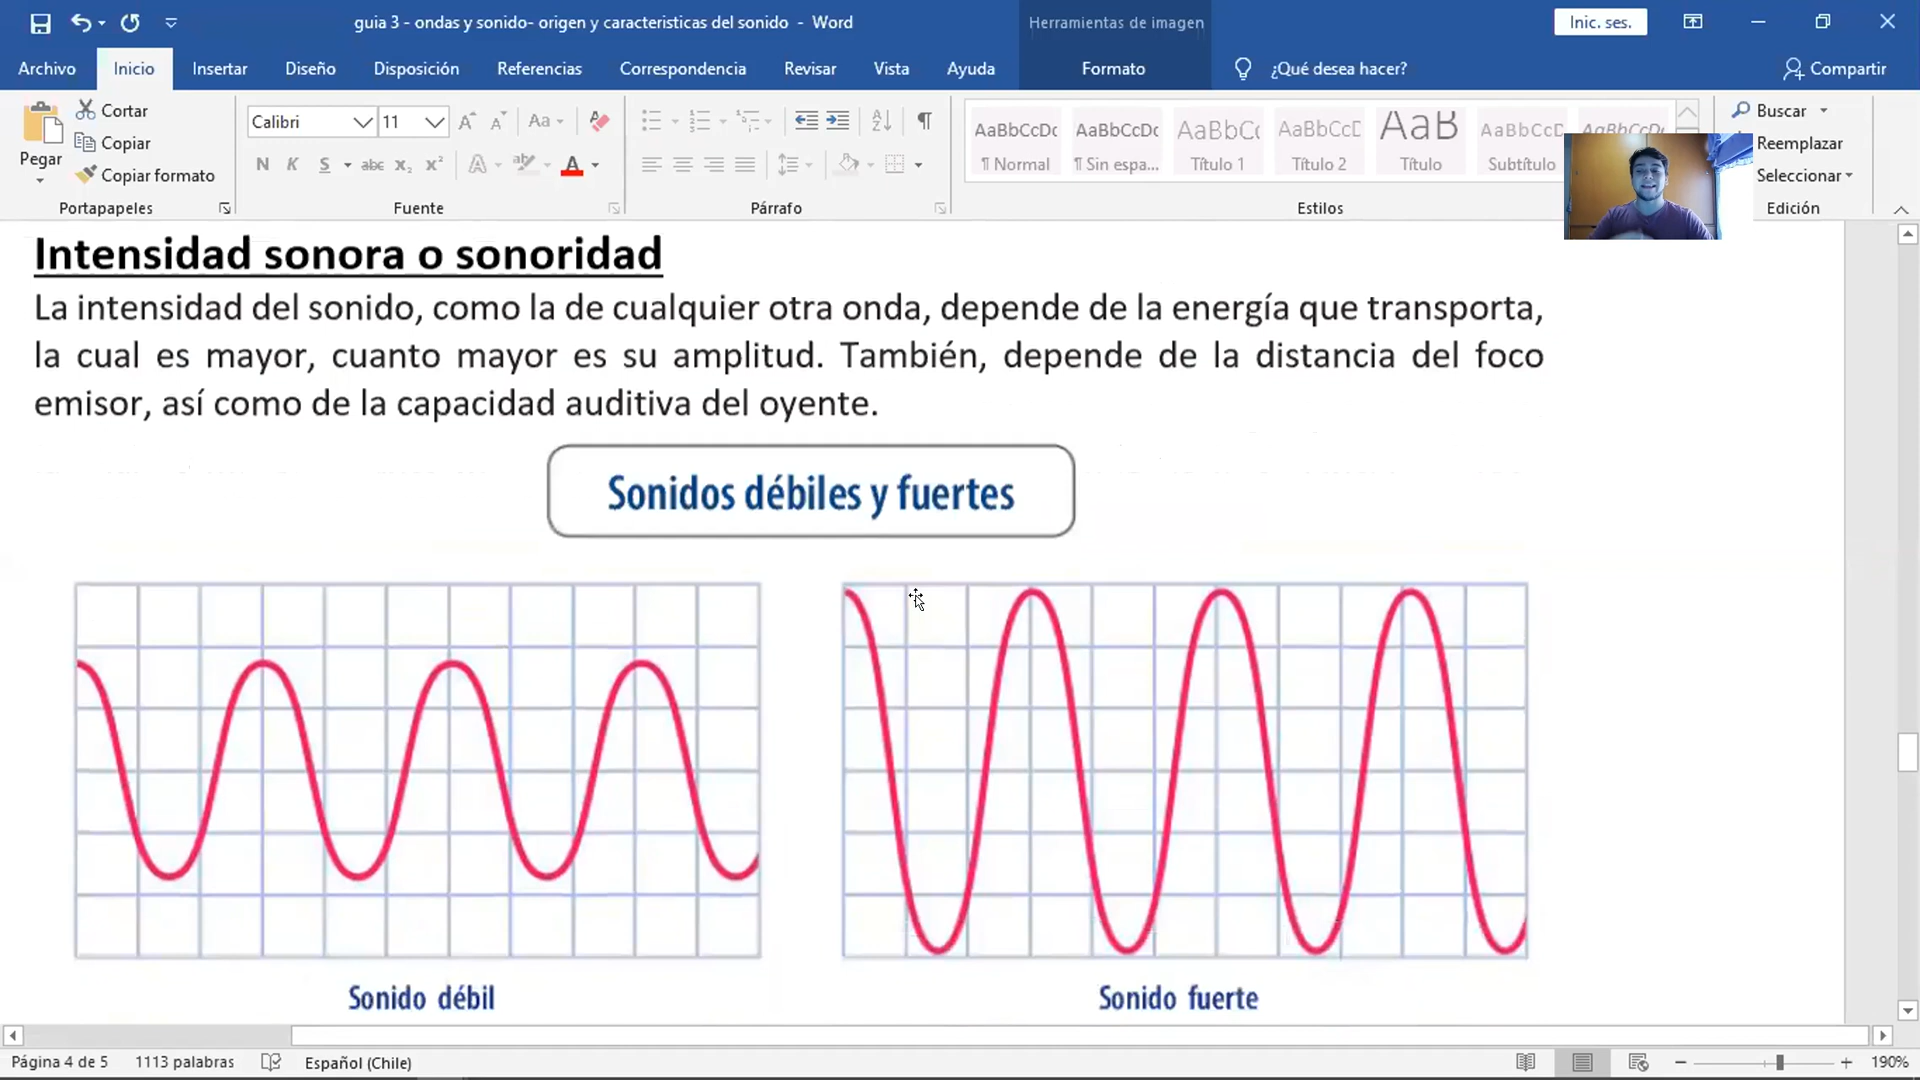 guia 3 - ondas y sonido- origen y caracteristicas del sonido - Word
Herramientas de imagen
Inic. ses.
Archivo Inicio Insertar Diseño Disposición Referencias Correspondencia Revisar Vista Ayuda Formato ¿Qué desea hacer? Compartir
Pegar
Cortar
Copiar
Copiar formato
Portapapeles
Calibri 11
Aa
N K S abc x₂ x² A A
Fuente
Párrafo
AaBbCcDc AaBbCcDc AaBbCc AaBbCcD AaB AaBbCcD AaBbCcDc
¶ Normal ¶ Sin espa... Título 1 Título 2 Título Subtítulo
Estilos
Buscar
Reemplazar
Seleccionar
Edición
Intensidad sonora o sonoridad
La intensidad del sonido, como la de cualquier otra onda, depende de la energía que transporta,
la cual es mayor, cuanto mayor es su amplitud. También, depende de la distancia del foco
emisor, así como de la capacidad auditiva del oyente.
Sonidos débiles y fuertes
Sonido débil
Sonido fuerte
Página 4 de 5 1113 palabras Español (Chile) 190%